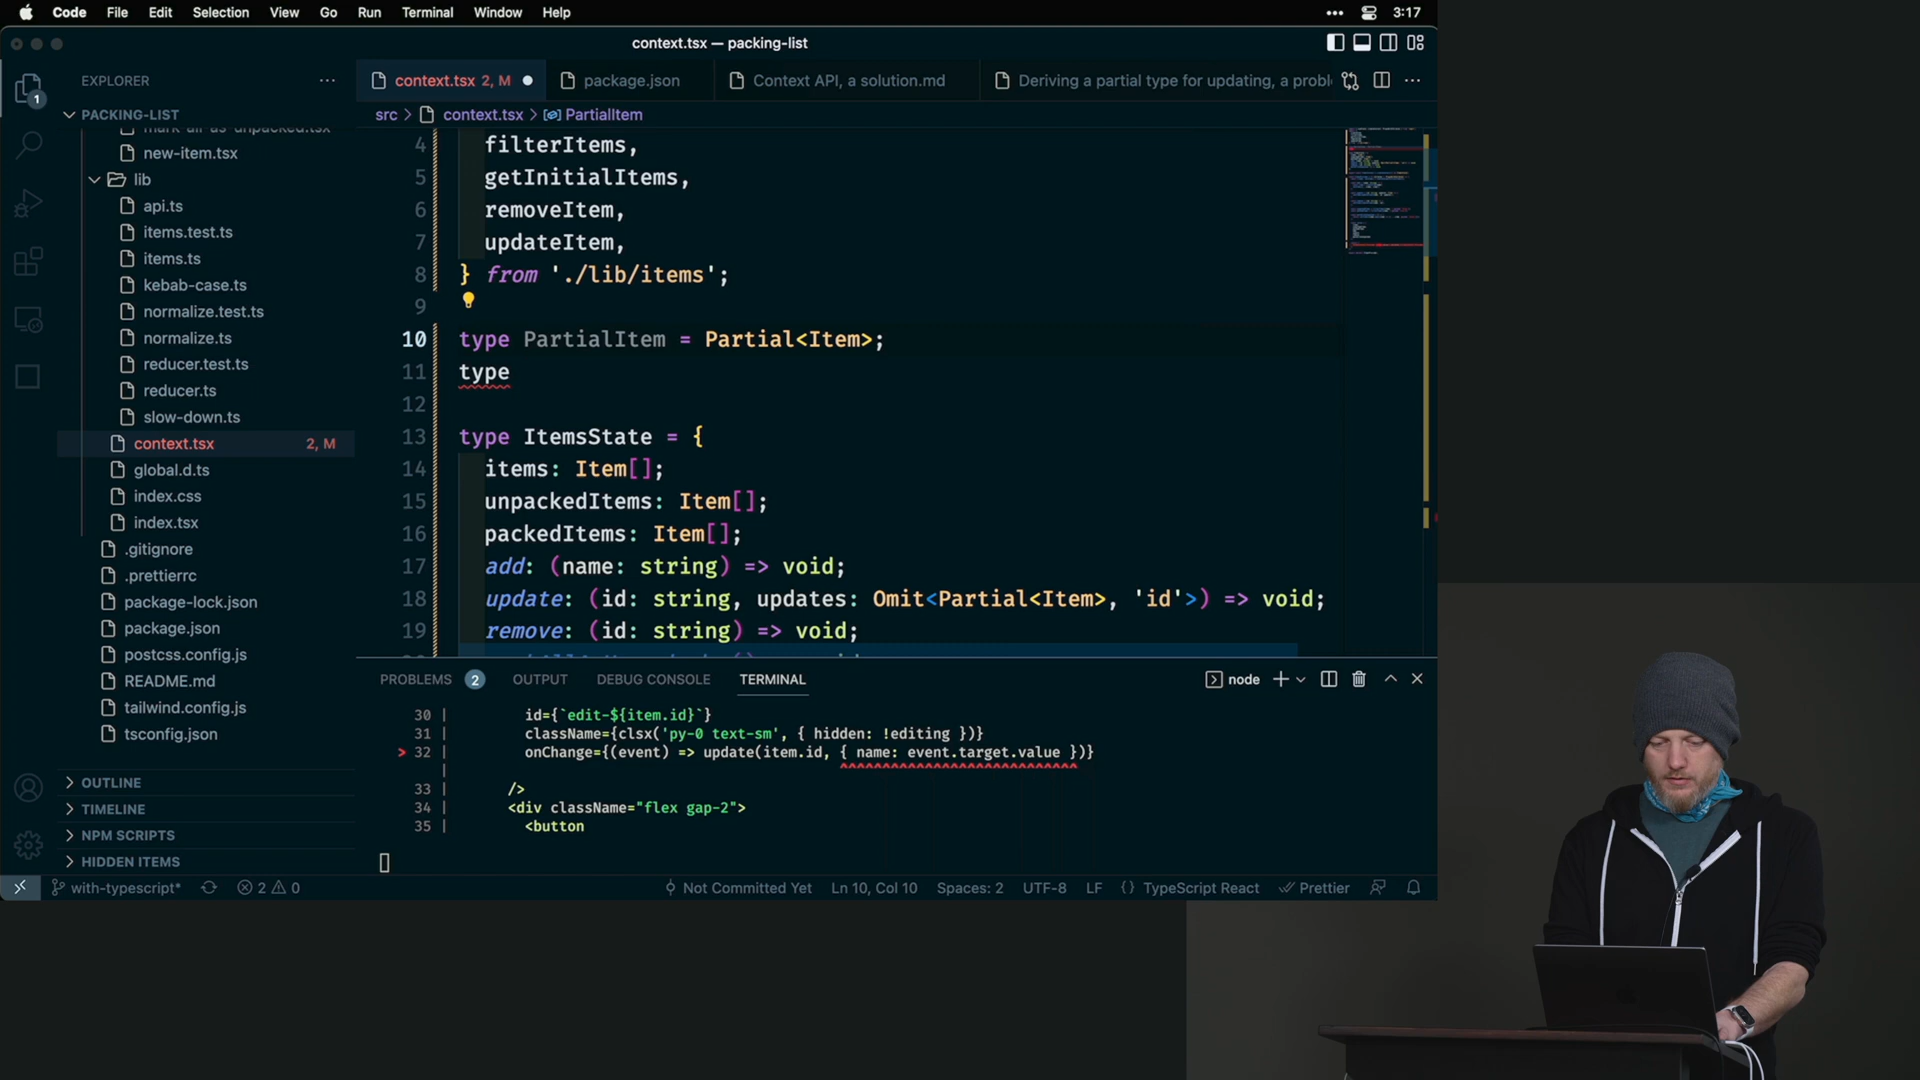 Code File Edit Selection View Go Run Terminal Window Help
3:17
context.tsx — packing-list
EXPLORER
context.tsx 2, M
package.json
Context API, a solution.md
Deriving a partial type for updating, a probl
1
PACKING-LIST
src > context.tsx > PartialItem
mark-all-as-unpacked.tsx
new-item.tsx
lib
api.ts
items.test.ts
items.ts
kebab-case.ts
normalize.test.ts
normalize.ts
reducer.test.ts
reducer.ts
slow-down.ts
context.tsx 2, M
global.d.ts
index.css
index.tsx
.gitignore
.prettierrc
package-lock.json
package.json
postcss.config.js
README.md
tailwind.config.js
tsconfig.json
OUTLINE
TIMELINE
NPM SCRIPTS
HIDDEN ITEMS
4 filterItems,
5 getInitialItems,
6 removeItem,
7 updateItem,
8 } from './lib/items';
9
10 type PartialItem = Partial<Item>;
11 type
12
13 type ItemsState = {
14 items: Item[];
15 unpackedItems: Item[];
16 packedItems: Item[];
17 add: (name: string) => void;
18 update: (id: string, updates: Omit<Partial<Item>, 'id'>) => void;
19 remove: (id: string) => void;
PROBLEMS 2 OUTPUT DEBUG CONSOLE TERMINAL
node
30 | id={`edit-${item.id}`}
31 | className={clsx('py-0 text-sm', { hidden: !editing })}
> 32 | onChange={(event) => update(item.id, { name: event.target.value })}
| ^^^^^^^^^^^^^^^^^^^^^^^^^^^^
33 | />
34 | <div className="flex gap-2">
35 | <button
with-typescript* 2 0 Not Committed Yet Ln 10, Col 10 Spaces: 2 UTF-8 LF {} TypeScript React Prettier